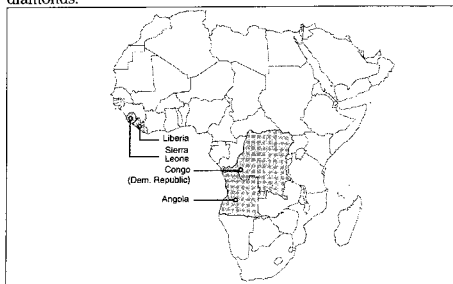 diamonds.
Liberia
Sierra
Leone
Congo
(Dem. Republic)
Angola